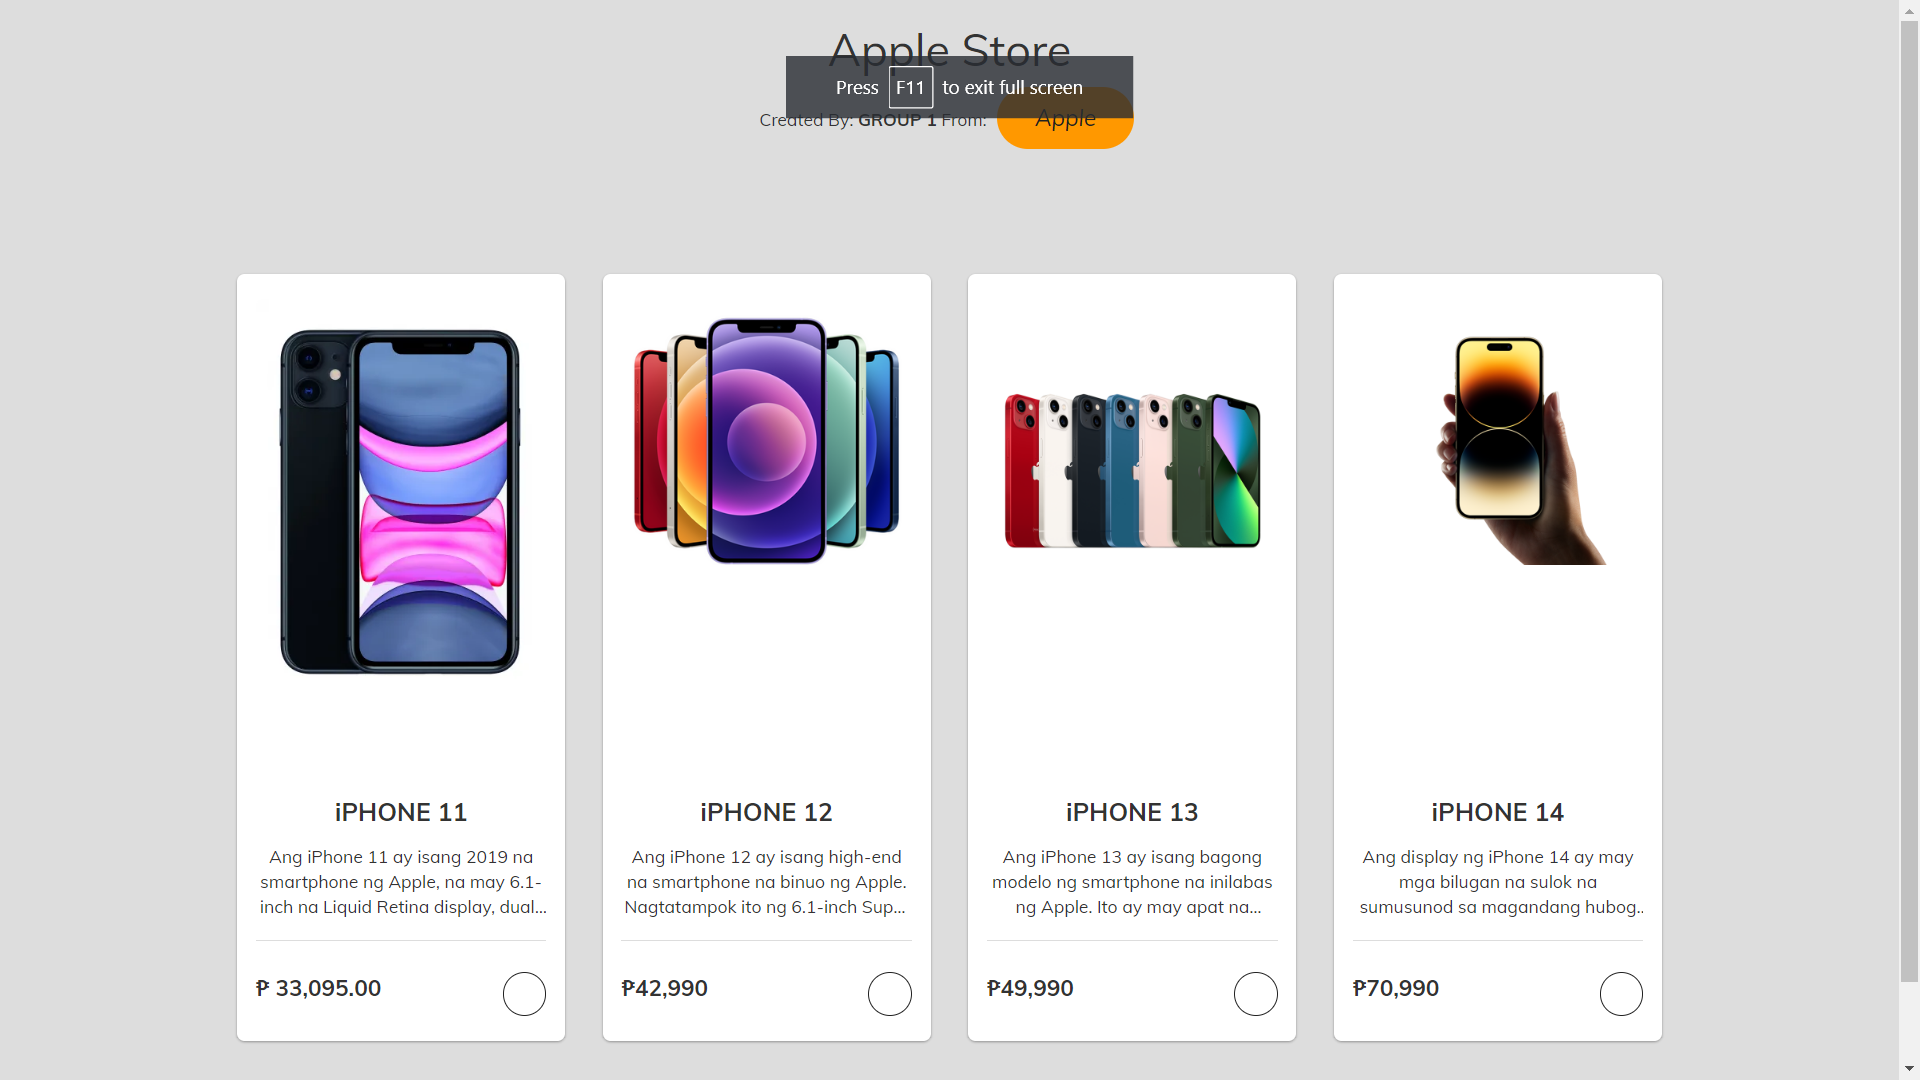 Apple Store
Press F11 to exit full screen
Created By: GROUP 1 From: Apple
iPHONE 11
Ang iPhone 11 ay isang 2019 na
smartphone ng Apple, na may 6.1-
inch na Liquid Retina display, dual...
₱ 33,095.00
iPHONE 12
Ang iPhone 12 ay isang high-end
na smartphone na binuo ng Apple.
Nagtatampok ito ng 6.1-inch Sup...
₱42,990
iPHONE 13
Ang iPhone 13 ay isang bagong
modelo ng smartphone na inilabas
ng Apple. Ito ay may apat na...
₱49,990
iPHONE 14
Ang display ng iPhone 14 ay may
mga bilugan na sulok na
sumusunod sa magandang hubog..
₱70,990